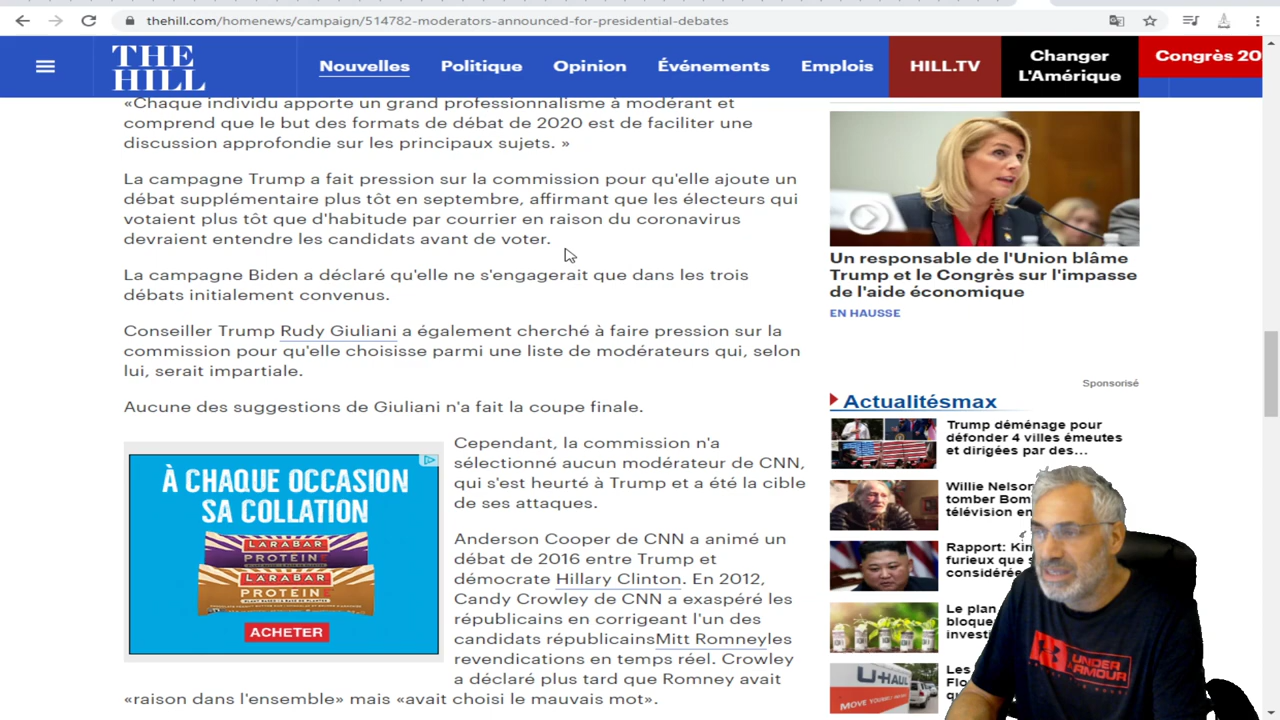 thehill.com/homenews/campaign/514782-moderators-announced-for-presidential-debates
THE
HILL
Nouvelles
Politique
Opinion
Événements
Emplois
HILL.TV
Changer
L'Amérique
Congrès 20
«Chaque individu apporte un grand professionnalisme à modérant et
comprend que le but des formats de débat de 2020 est de faciliter une
discussion approfondie sur les principaux sujets. »
La campagne Trump a fait pression sur la commission pour qu'elle ajoute un
débat supplémentaire plus tôt en septembre, affirmant que les électeurs qui
votaient plus tôt que d'habitude par courrier en raison du coronavirus
devraient entendre les candidats avant de voter.
La campagne Biden a déclaré qu'elle ne s'engagerait que dans les trois
débats initialement convenus.
Conseiller Trump Rudy Giuliani a également cherché à faire pression sur la
commission pour qu'elle choisisse parmi une liste de modérateurs qui, selon
lui, serait impartiale.
Aucune des suggestions de Giuliani n'a fait la coupe finale.
À CHAQUE OCCASION
SA COLLATION
LARABAR
PROTEIN
LARABAR
PROTEIN
ACHETER
Cependant, la commission n'a
sélectionné aucun modérateur de CNN,
qui s'est heurté à Trump et a été la cible
de ses attaques.
Anderson Cooper de CNN a animé un
débat de 2016 entre Trump et
démocrate Hillary Clinton. En 2012,
Candy Crowley de CNN a exaspéré les
républicains en corrigeant l'un des
candidats républicainsMitt Romneyles
revendications en temps réel. Crowley
a déclaré plus tard que Romney avait
«raison dans l'ensemble» mais «avait choisi le mauvais mot».
Un responsable de l'Union blâme
Trump et le Congrès sur l'impasse
de l'aide économique
EN HAUSSE
Sponsorisé
Actualitésmax
Trump déménage pour
défonder 4 villes émeutes
et dirigées par des...
Willie Nelson
tomber Bom
télévision en
Rapport: Kim
furieux que s
considérée
Le plan
bloque
investi
Les
Flo
qu
U-HAUL
MOVE YOURSELF
UNDER
ARMOUR